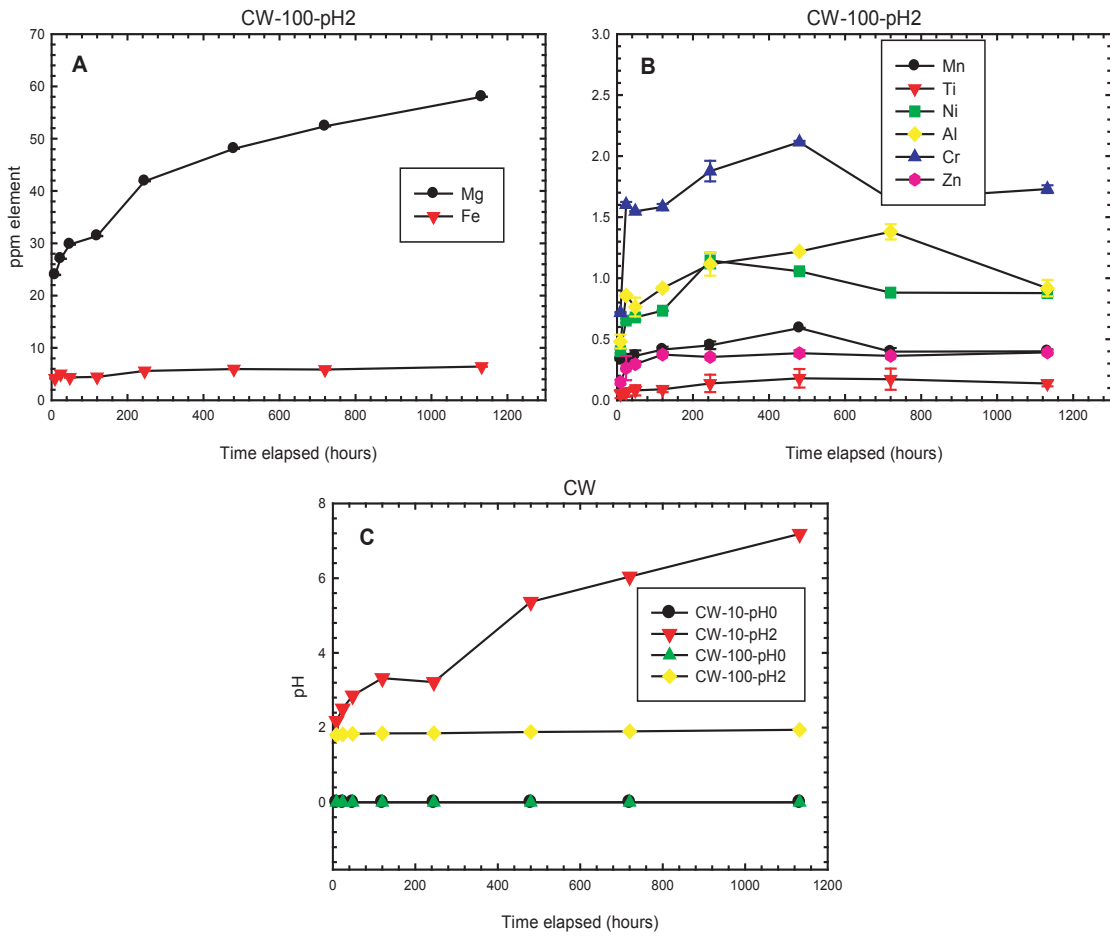 CW-100-pH2
A
70
60
50
40
30
20
10
0
ppm element
Mg
Fe
0 200 400 600 800 1000 1200
Time elapsed (hours)
CW-100-pH2
B
3.0
2.5
2.0
1.5
1.0
0.5
0.0
Mn
Ti
Ni
Al
Cr
Zn
0 200 400 600 800 1000 1200
Time elapsed (hours)
CW
C
8
6
4
2
0
pH
CW-10-pH0
CW-10-pH2
CW-100-pH0
CW-100-pH2
0 200 400 600 800 1000 1200
Time elapsed (hours)